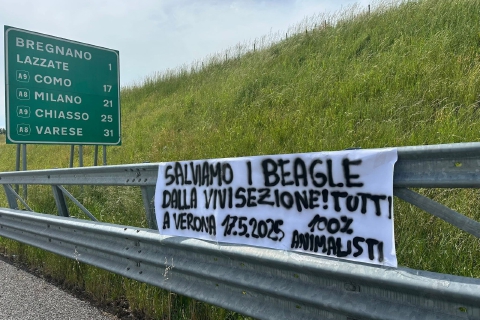 BREGNANO
LAZZATE 1
A9 COMO 17
A8 MILANO 21
A9 CHIASSO 25
A8 VARESE 31
SALVIAMO I BEAGLE
DALLA VIVISEZIONE! TUTTI
A VERONA 17.5.2025 100%
ANIMALISTI